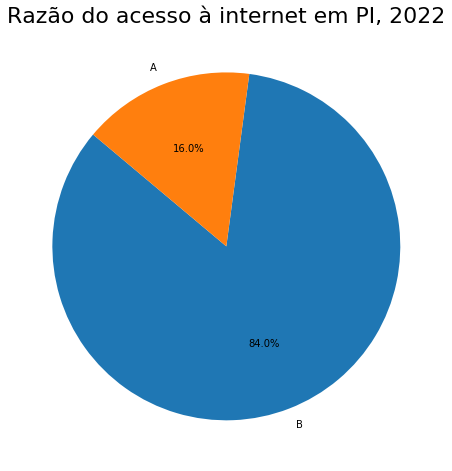 Razão do acesso à internet em PI, 2022
A
16.0%
84.0%
B